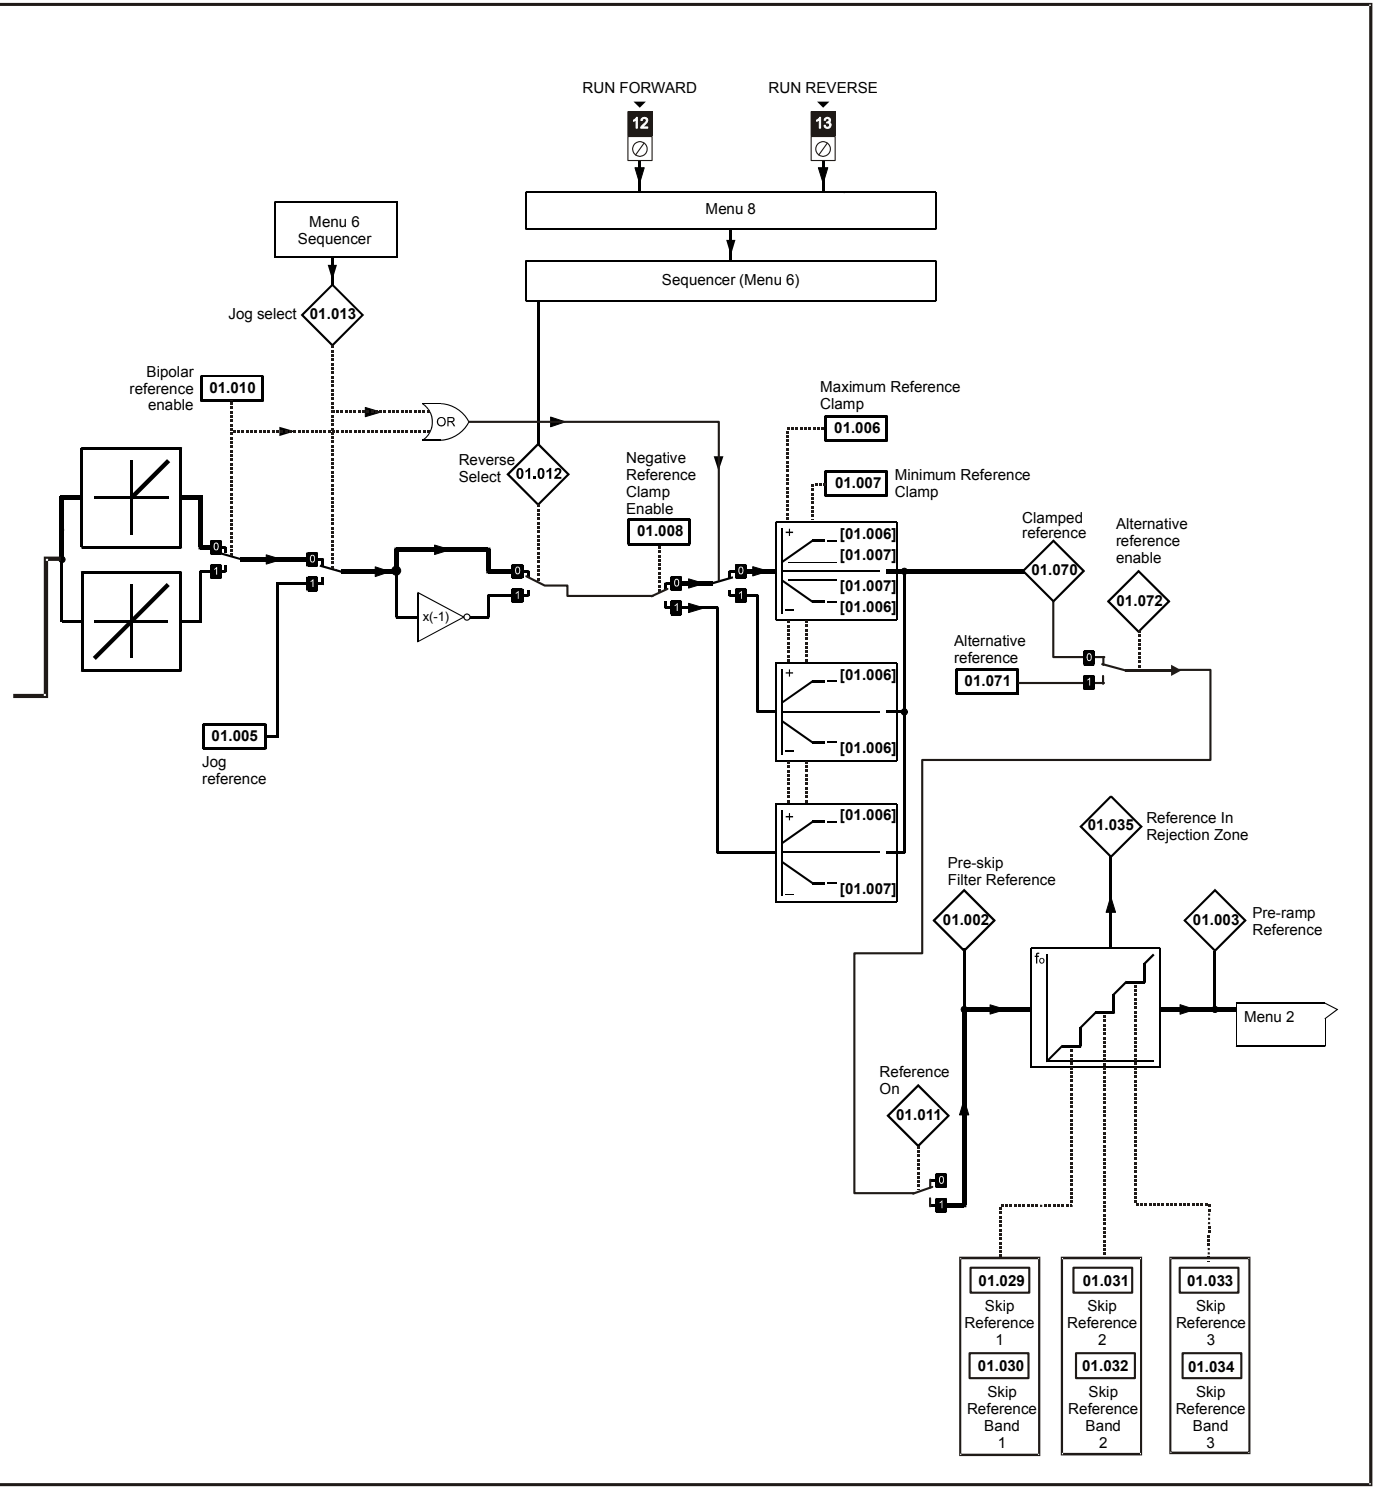 RUN FORWARD
RUN REVERSE
12
13
Menu 8
Menu 6
Sequencer
Sequencer (Menu 6)
Jog select
01.013
Bipolar
reference
enable
01.010
OR
Reverse
Select
01.012
Negative
Reference
Clamp
Enable
01.008
Maximum Reference
Clamp
01.006
01.007
Minimum Reference
Clamp
0
1
0
1
x(-1)
0
1
0
1
0
1
+
[01.006]
[01.007]
[01.007]
[01.006]
–
+
[01.006]
[01.006]
–
+
[01.006]
[01.007]
–
Clamped
reference
01.070
Alternative
reference
enable
01.072
Alternative
reference
01.071
0
1
01.005
Jog
reference
01.035
Reference In
Rejection Zone
Pre-skip
Filter Reference
01.002
01.003
Pre-ramp
Reference
fo
Menu 2
Reference
On
01.011
0
1
01.029
Skip
Reference
1
01.030
Skip
Reference
Band
1
01.031
Skip
Reference
2
01.032
Skip
Reference
Band
2
01.033
Skip
Reference
3
01.034
Skip
Reference
Band
3